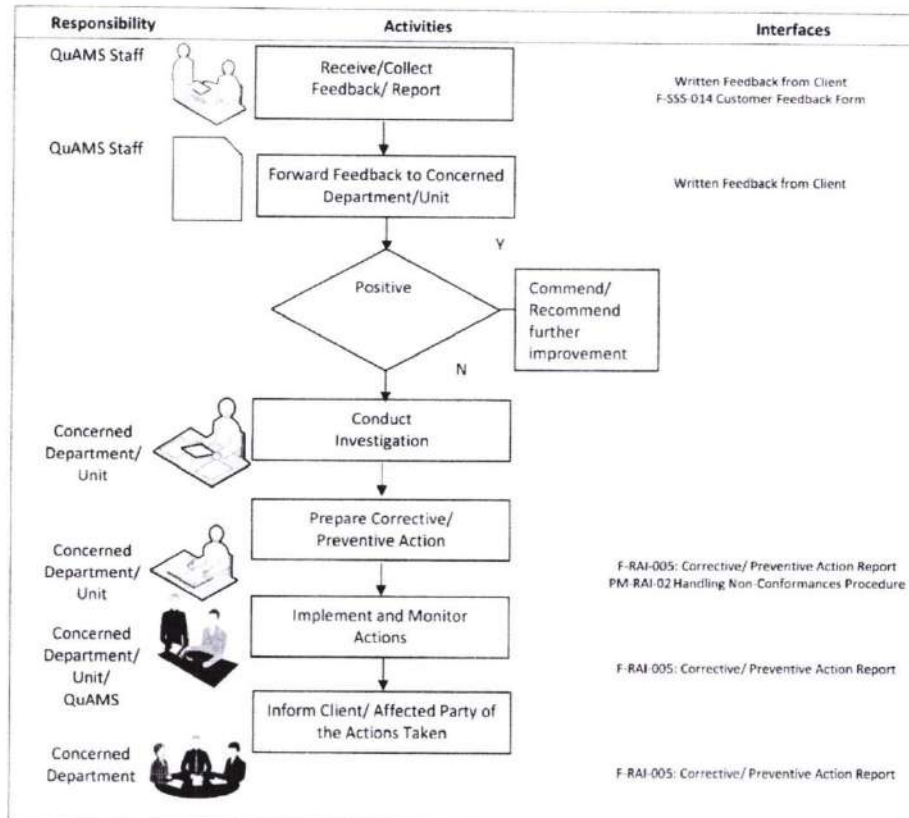 Responsibility
Activities
Interfaces
QuAMS Staff
Receive/Collect
Feedback/ Report
Written Feedback from Client
F-SSS-014 Customer Feedback Form
QuAMS Staff
Forward Feedback to Concerned
Department/Unit
Written Feedback from Client
Y
Positive
Commend/
Recommend
further
improvement
N
Concerned
Department/
Unit
Conduct
Investigation
Prepare Corrective/
Preventive Action
Concerned
Department/
Unit
F-RAI-005: Corrective/ Preventive Action Report
PM-RAI-02 Handling Non-Conformances Procedure
Implement and Monitor
Actions
Concerned
Department/
Unit/
QuAMS
F-RAI-005: Corrective/ Preventive Action Report
Inform Client/ Affected Party of
the Actions Taken
Concerned
Department
F-RAI-005: Corrective/ Preventive Action Report